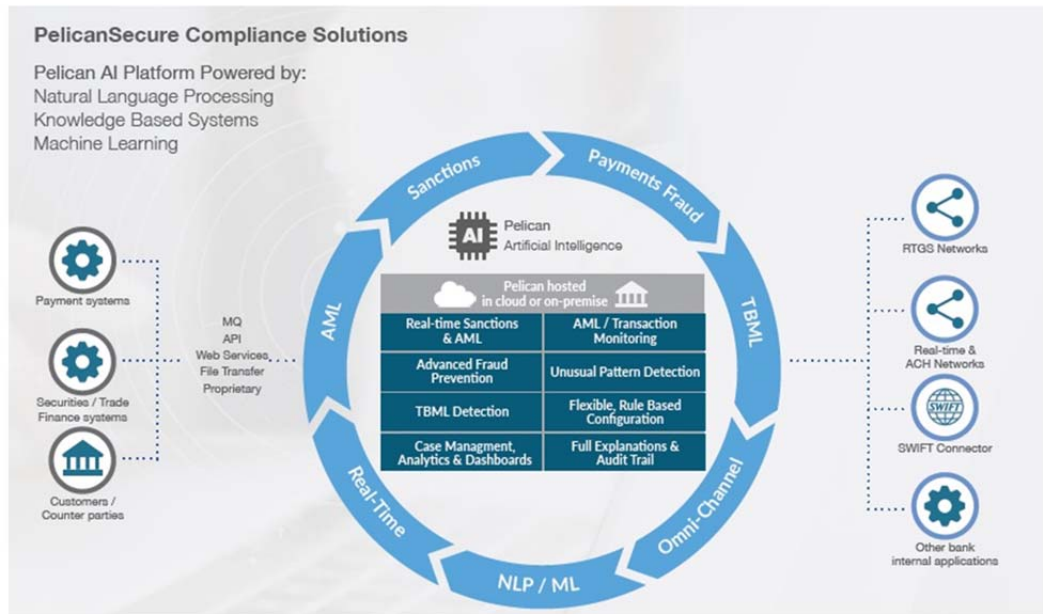 PelicanSecure Compliance Solutions
Pelican AI Platform Powered by:
Natural Language Processing
Knowledge Based Systems
Machine Learning
Payment systems
Securities / Trade
Finance systems
Customers /
Counter parties
MQ
API
Web Services
File Transfer
Proprietary
AML
Sanctions
Payments Fraud
TBML
Omni-Channel
NLP / ML
Real-Time
AI
Pelican
Artificial Intelligence
Pelican hosted
in cloud or on-premise
Real-time Sanctions
& AML
AML / Transaction
Monitoring
Advanced Fraud
Prevention
Unusual Pattern Detection
TBML Detection
Flexible, Rule Based
Configuration
Case Managment,
Analytics & Dashboards
Full Explanations &
Audit Trail
RTGS Networks
Real-time &
ACH Networks
SWIFT
SWIFT Connector
Other bank
internal applications